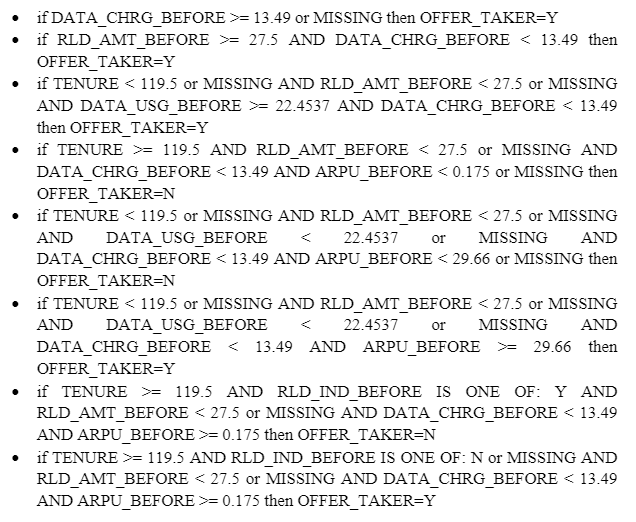 • if DATA_CHRG_BEFORE >= 13.49 or MISSING then OFFER_TAKER=Y
• if RLD_AMT_BEFORE >= 27.5 AND DATA_CHRG_BEFORE < 13.49 then
OFFER_TAKER=Y
• if TENURE < 119.5 or MISSING AND RLD_AMT_BEFORE < 27.5 or MISSING
AND DATA_USG_BEFORE >= 22.4537 AND DATA_CHRG_BEFORE < 13.49
then OFFER_TAKER=Y
• if TENURE >= 119.5 AND RLD_AMT_BEFORE < 27.5 or MISSING AND
DATA_CHRG_BEFORE < 13.49 AND ARPU_BEFORE < 0.175 or MISSING then
OFFER_TAKER=N
• if TENURE < 119.5 or MISSING AND RLD_AMT_BEFORE < 27.5 or MISSING
AND DATA_USG_BEFORE < 22.4537 or MISSING AND
DATA_CHRG_BEFORE < 13.49 AND ARPU_BEFORE < 29.66 or MISSING then
OFFER_TAKER=N
• if TENURE < 119.5 or MISSING AND RLD_AMT_BEFORE < 27.5 or MISSING
AND DATA_USG_BEFORE < 22.4537 or MISSING AND
DATA_CHRG_BEFORE < 13.49 AND ARPU_BEFORE >= 29.66 then
OFFER_TAKER=Y
• if TENURE >= 119.5 AND RLD_IND_BEFORE IS ONE OF: Y AND
RLD_AMT_BEFORE < 27.5 or MISSING AND DATA_CHRG_BEFORE < 13.49
AND ARPU_BEFORE >= 0.175 then OFFER_TAKER=N
• if TENURE >= 119.5 AND RLD_IND_BEFORE IS ONE OF: N or MISSING AND
RLD_AMT_BEFORE < 27.5 or MISSING AND DATA_CHRG_BEFORE < 13.49
AND ARPU_BEFORE >= 0.175 then OFFER_TAKER=Y